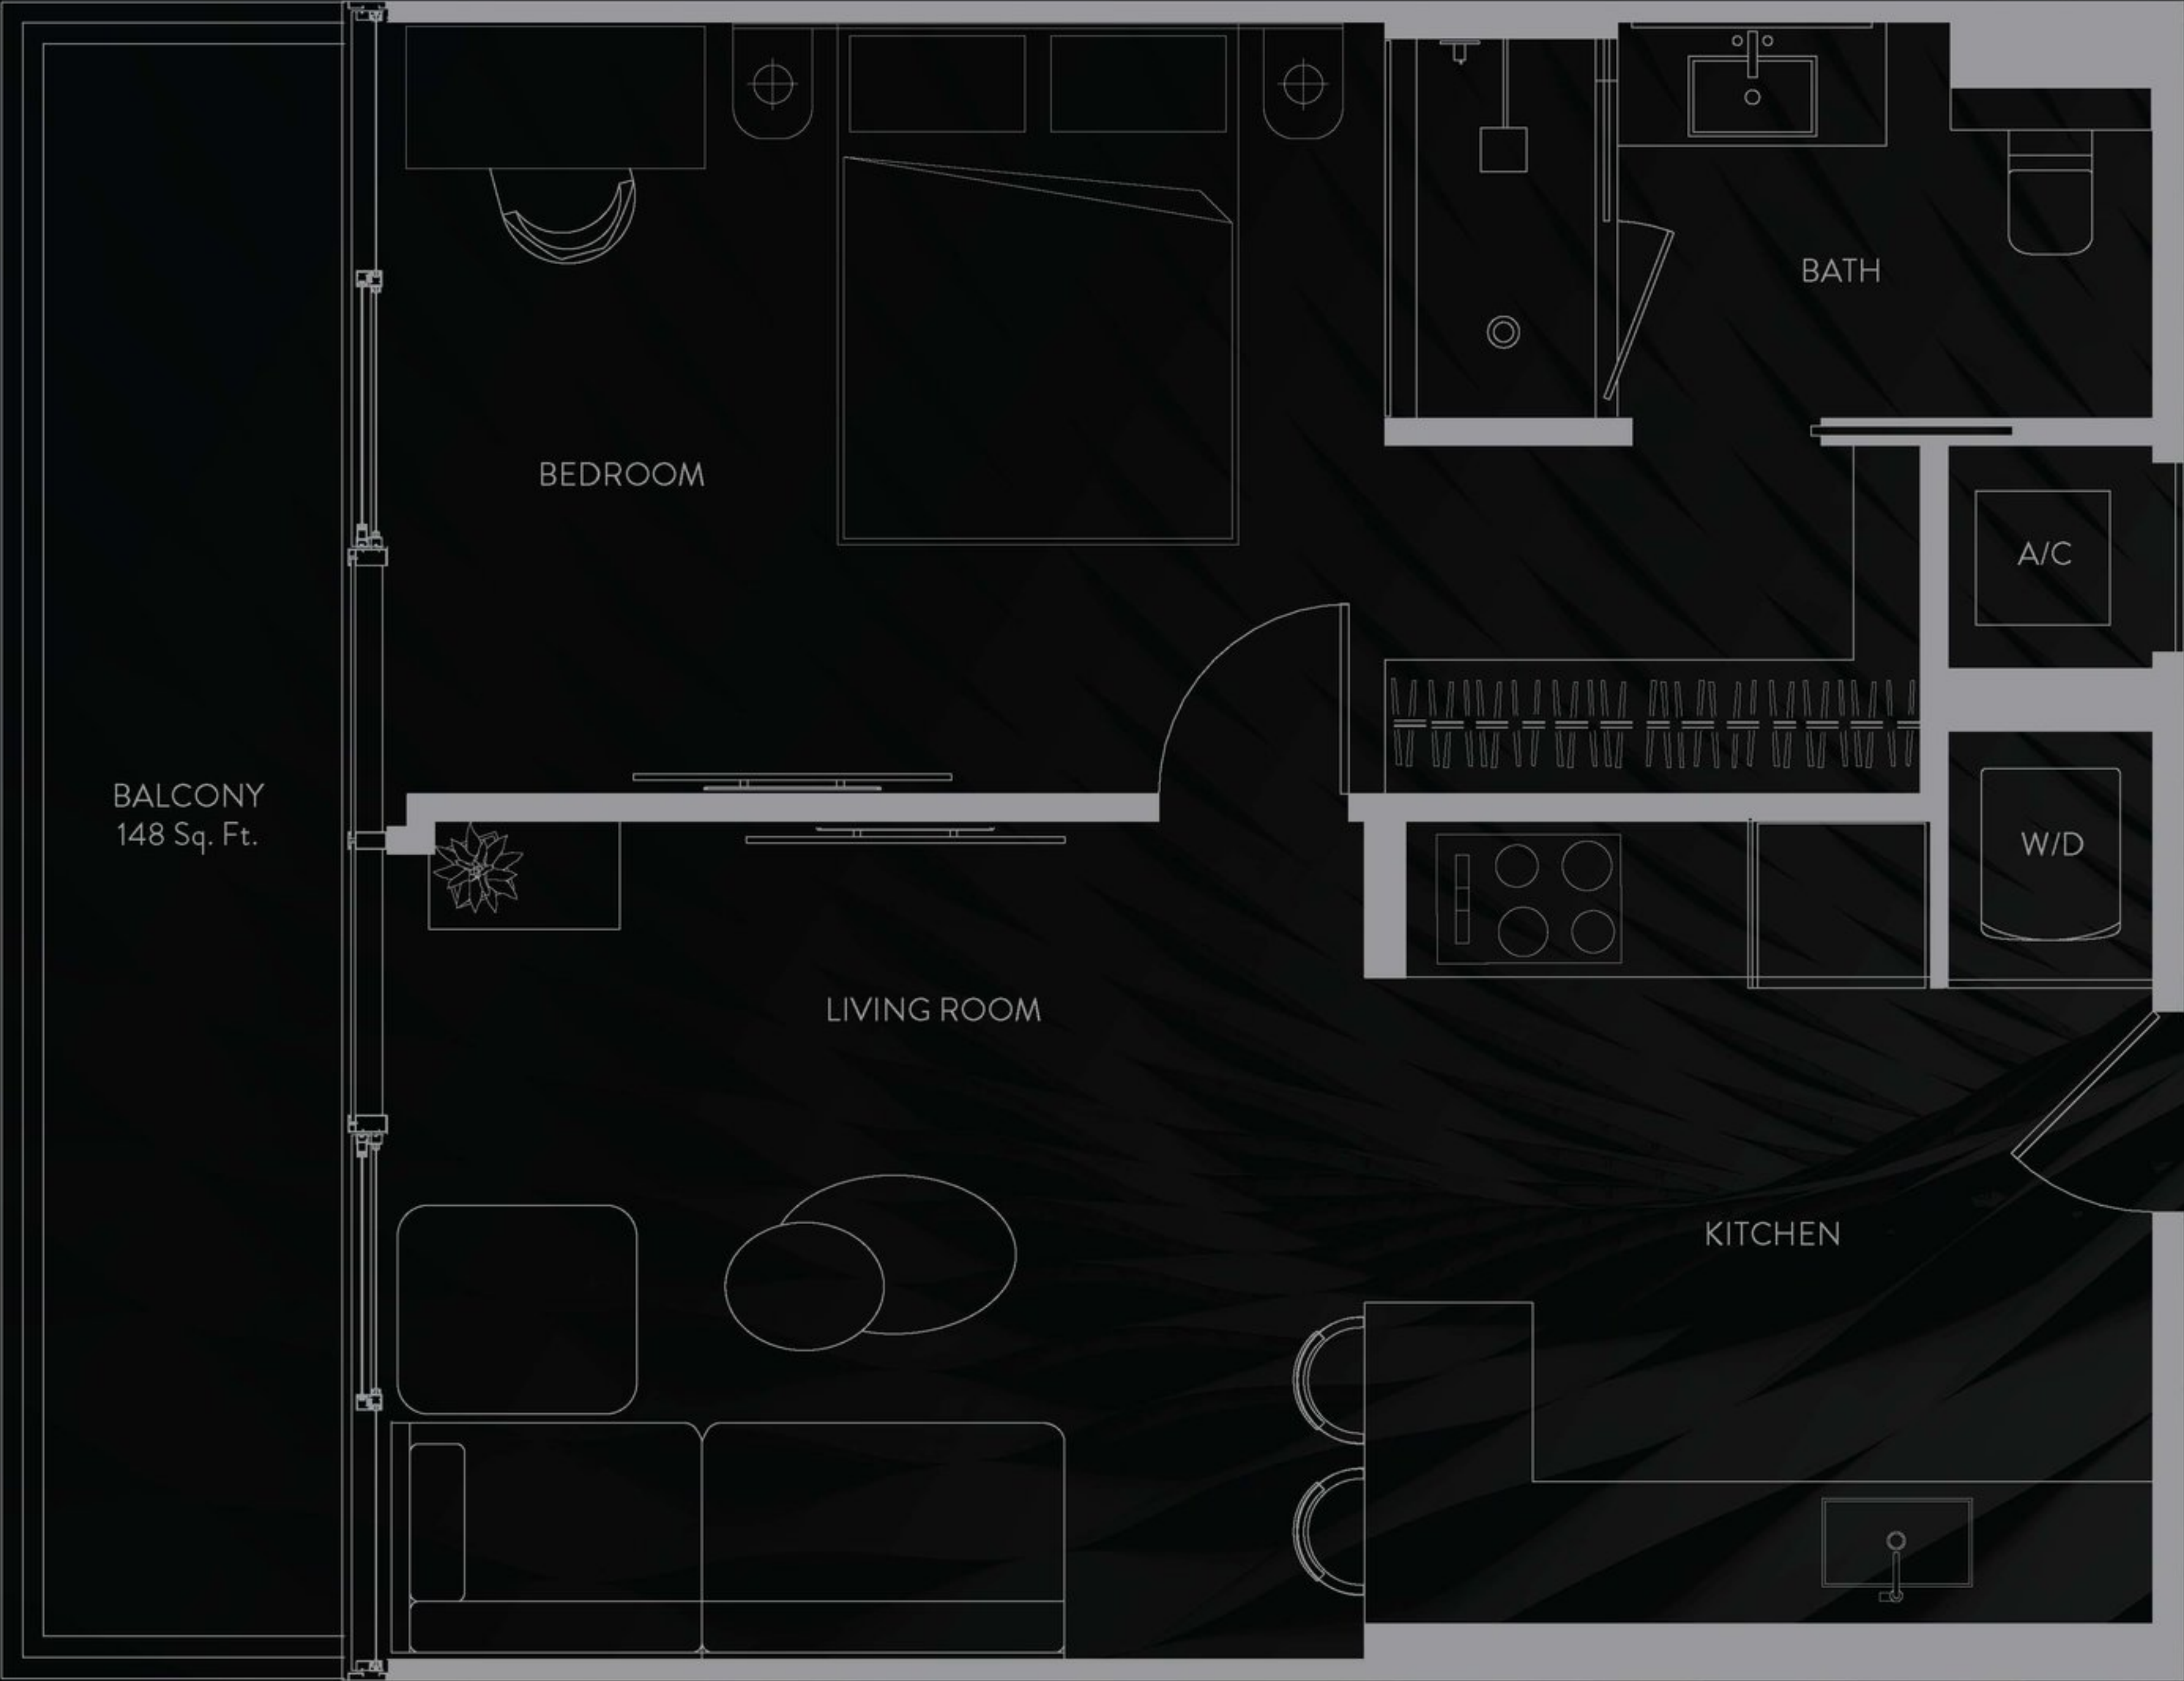 BATH
BEDROOM
A/C
BALCONY
148 Sq. Ft.
W/D
LIVING ROOM
KITCHEN